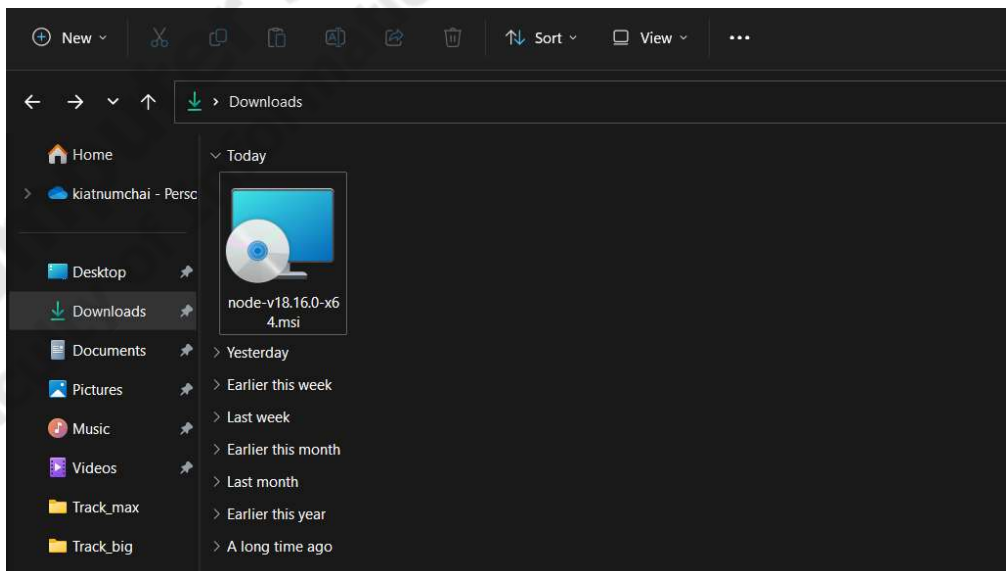 New
Sort
View
Downloads
Home
kiatnumchai - Persc
Desktop
Downloads
Documents
Pictures
Music
Videos
Track_max
Track_big
Today
node-v18.16.0-x6
4.msi
Yesterday
Earlier this week
Last week
Earlier this month
Last month
Earlier this year
A long time ago